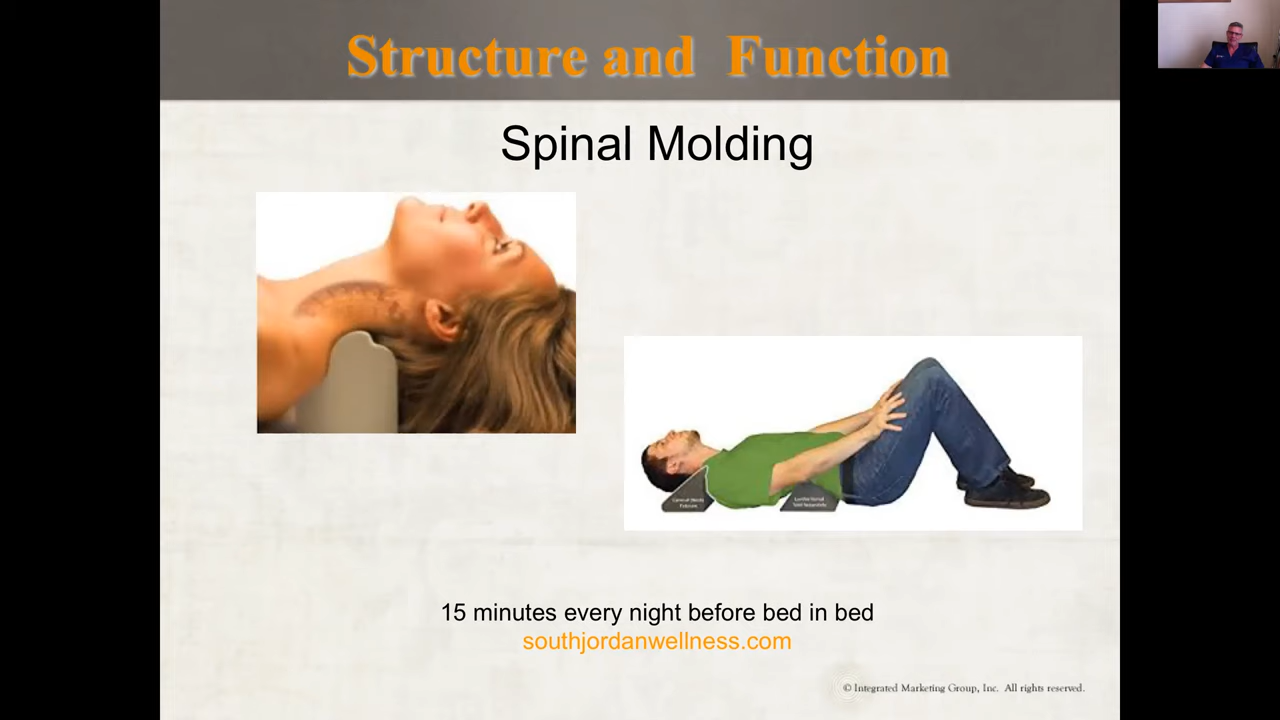 Structure and Function
Spinal Molding
15 minutes every night before bed in bed
southjordanwellness.com
© Integrated Marketing Group, Inc. All rights reserved.